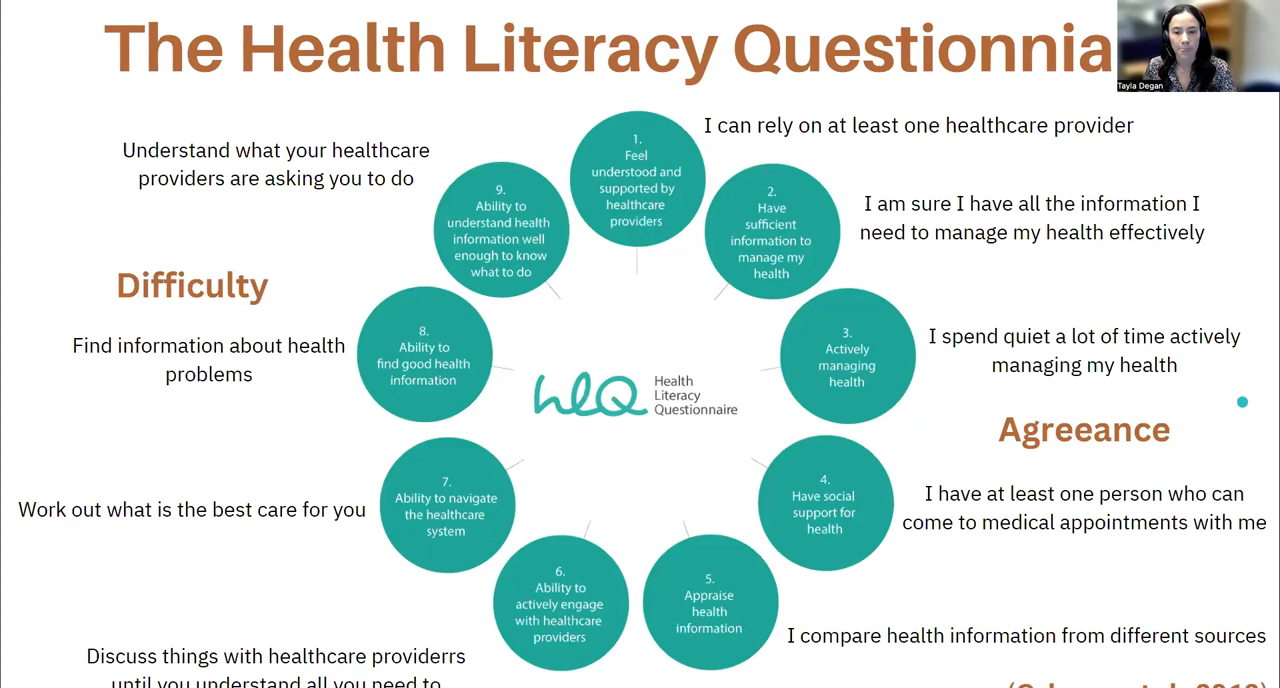 The Health Literacy Questionnia
Tayla Degan
1.
Feel
understood and
supported by
healthcare
providers
I can rely on at least one healthcare provider
2.
Have
sufficient
information to
manage my
health
I am sure I have all the information I
need to manage my health effectively
3.
Actively
managing
health
I spend quiet a lot of time actively
managing my health
Agreeance
4.
Have social
support for
health
I have at least one person who can
come to medical appointments with me
5.
Appraise
health
information
I compare health information from different sources
6.
Ability to
actively engage
with healthcare
providers
Discuss things with healthcare providerrs
until you understand all you need to
7.
Ability to navigate
the healthcare
system
Work out what is the best care for you
8.
Ability to
find good health
information
Find information about health
problems
Difficulty
9.
Ability to
understand health
information well
enough to know
what to do
Understand what your healthcare
providers are asking you to do
hlQ
Health
Literacy
Questionnaire